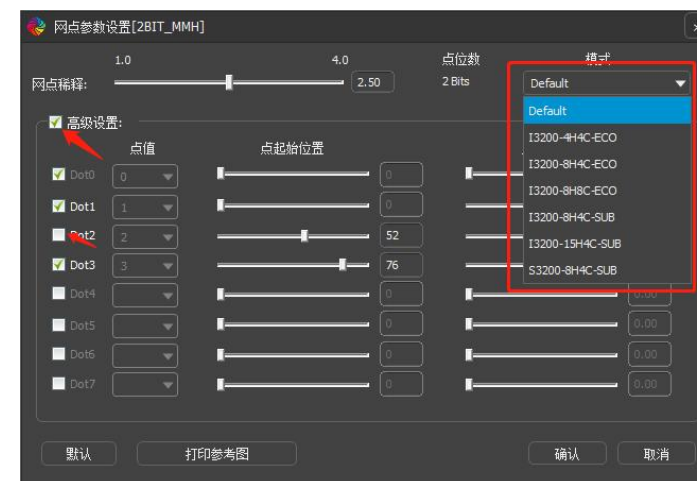 网点参数设置[2BIT_MMH]
1.0 4.0 点位数 模式
网点稀释: 2.50 2 Bits Default
Default
I3200-4H4C-ECO
I3200-8H4C-ECO
I3200-8H8C-ECO
I3200-8H4C-SUB
I3200-15H4C-SUB
S3200-8H4C-SUB
高级设置:
点值 点起始位置
Dot0 0 0
Dot1 1 0
Dot2 2 52
Dot3 3 76
Dot4 0 0.00
Dot5 0 0.00
Dot6 0 0.00
Dot7 0 0.00
默认 打印参考图 确认 取消